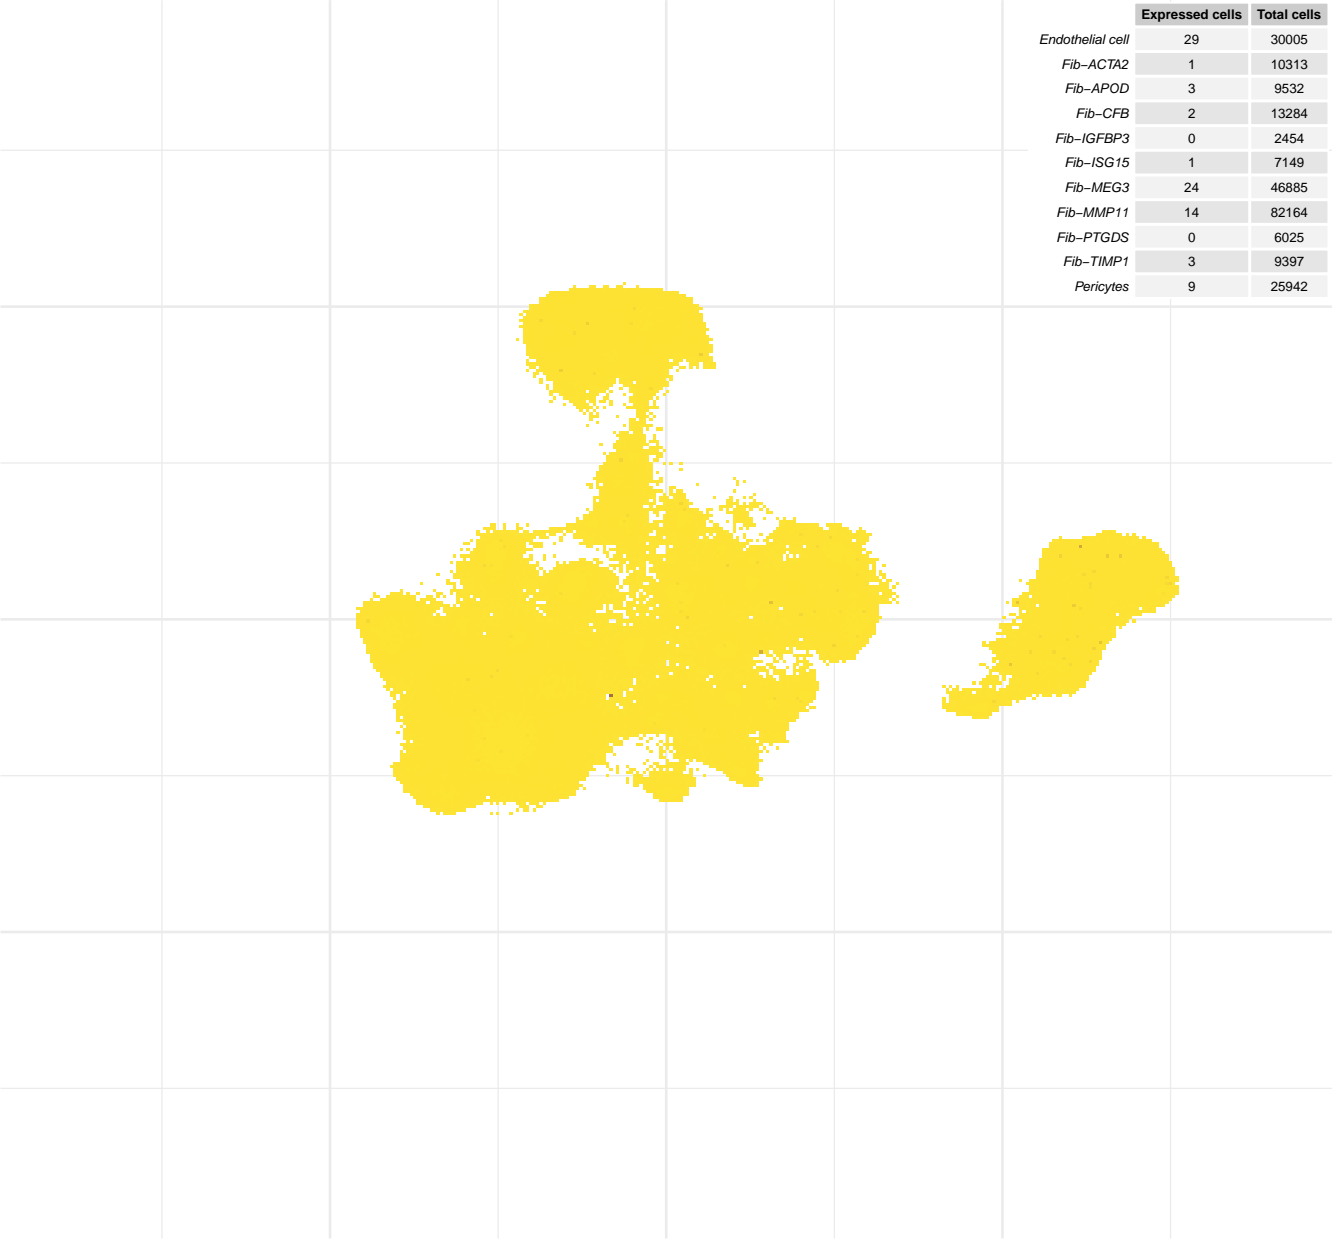 Expressed cells Total cells
Endothelial cell 29 30005
Fib−ACTA2 1 10313
Fib−APOD 3 9532
Fib−CFB 2 13284
Fib−IGFBP3 0 2454
Fib−ISG15 1 7149
Fib−MEG3 24 46885
Fib−MMP11 14 82164
Fib−PTGDS 0 6025
Fib−TIMP1 3 9397
Pericytes 9 25942